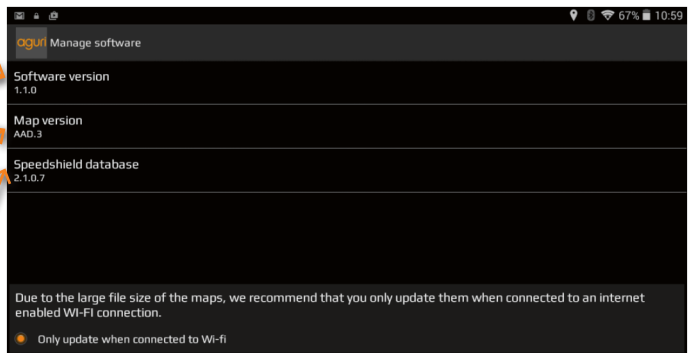 67% 10:59
aguri Manage software
Software version
1.1.0
Map version
AAD.3
Speedshield database
2.1.0.7
Due to the large file size of the maps, we recommend that you only update them when connected to an internet
enabled WI-FI connection.
Only update when connected to Wi-fi